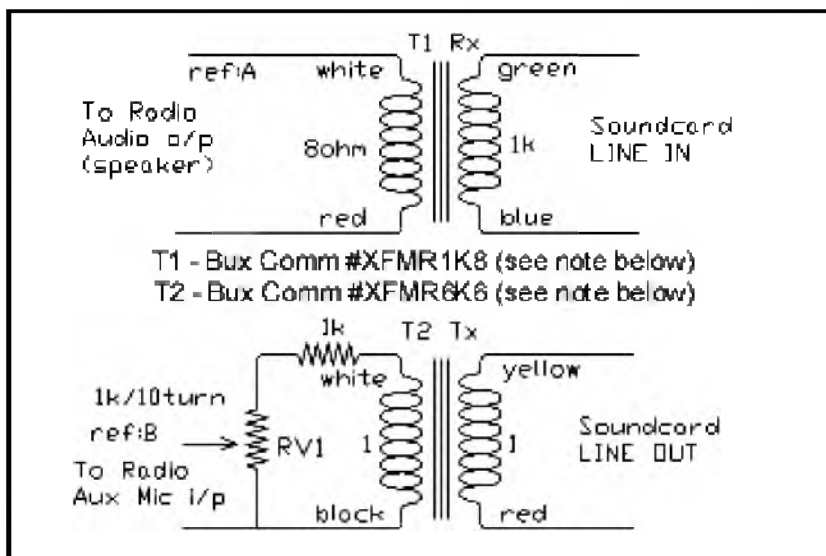 T1 Rx
ref:A
white
green
To Radio
Audio o/p
(speaker)
8ohm
1k
Soundcard
LINE IN
red
blue
T1 - Bux Comm #XFMR1K8 (see note below)
T2 - Bux Comm #XFMR6K6 (see note below)
1k
T2 Tx
white
yellow
1k/10turn
ref:B
RV1
1
1
Soundcard
LINE OUT
To Radio
Aux Mic i/p
black
red